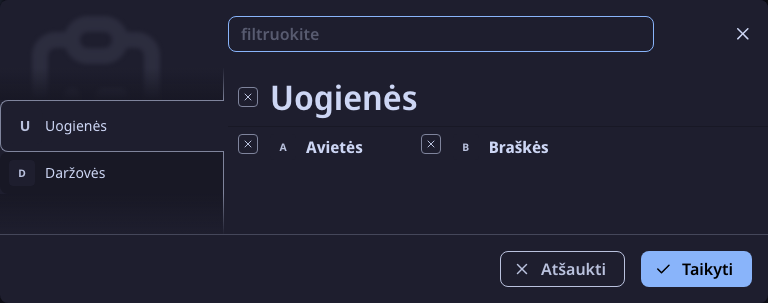 filtruokite
U Uogienės
D Daržovės
Uogienės
A Avietės
B Braškės
Atšaukti
Taikyti